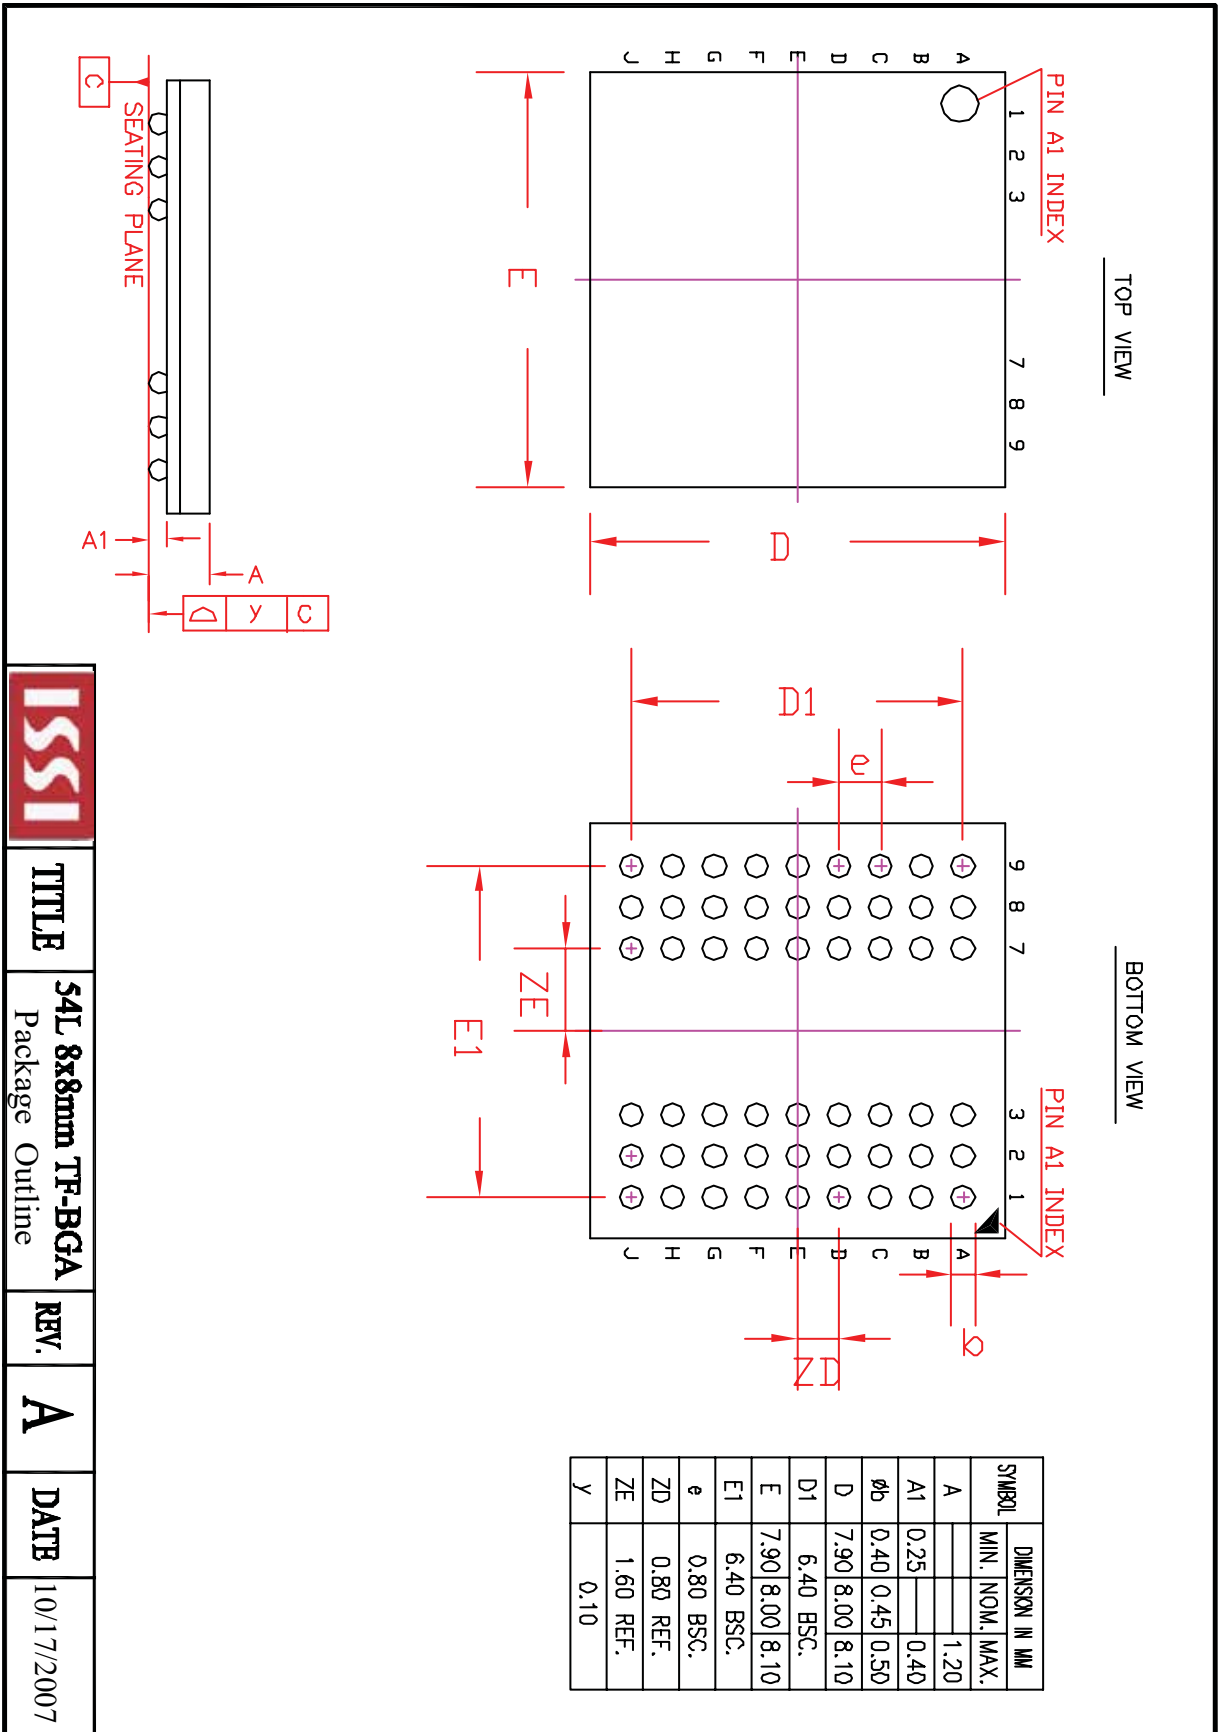 TOP VIEW
PIN A1 INDEX
1 2 3 7 8 9
A
B
C
D
E
F
G
H
J
D
E
BOTTOM VIEW
PIN A1 INDEX
9 8 7 3 2 1
A
B
C
D
E
F
G
H
J
D1
e
b
ZD
ZE
E1
SEATING PLANE
C
A1
A
y C
SYMBOL DIMENSION IN MM
MIN. NOM. MAX.
A 1.20
A1 0.25 0.40
Øb 0.40 0.45 0.50
D 7.90 8.00 8.10
D1 6.40 BSC.
E 7.90 8.00 8.10
E1 6.40 BSC.
e 0.80 BSC.
ZD 0.80 REF.
ZE 1.60 REF.
y 0.10
ISSI
TITLE
54L 8x8mm TF-BGA
Package Outline
REV.
A
DATE
10/17/2007